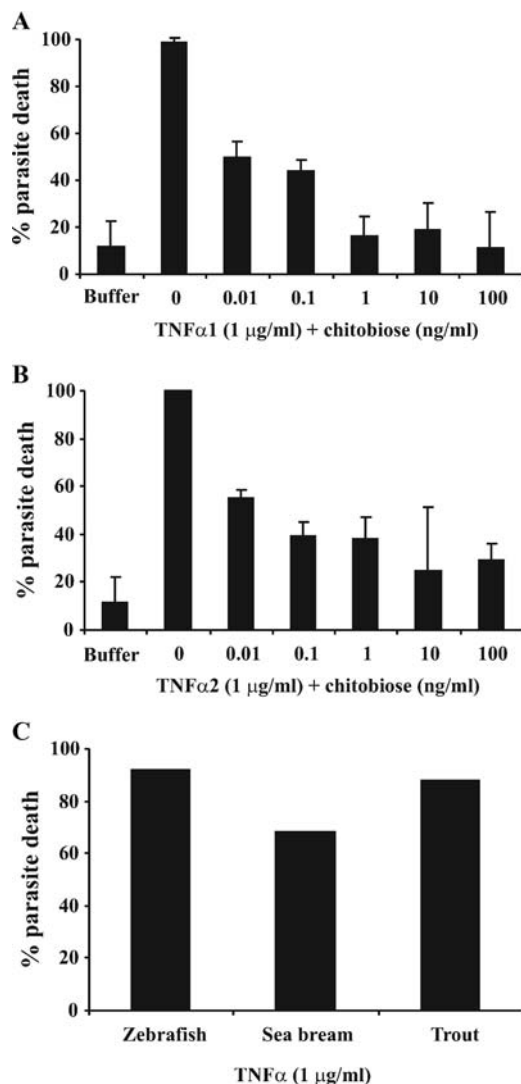 A
% parasite death
100
80
60
40
20
0
Buffer 0 0.01 0.1 1 10 100
TNFα1 (1 μg/ml) + chitobiose (ng/ml)
B
% parasite death
100
80
60
40
20
0
Buffer 0 0.01 0.1 1 10 100
TNFα2 (1 μg/ml) + chitobiose (ng/ml)
C
% parasite death
100
80
60
40
20
0
Zebrafish Sea bream Trout
TNFα (1 μg/ml)